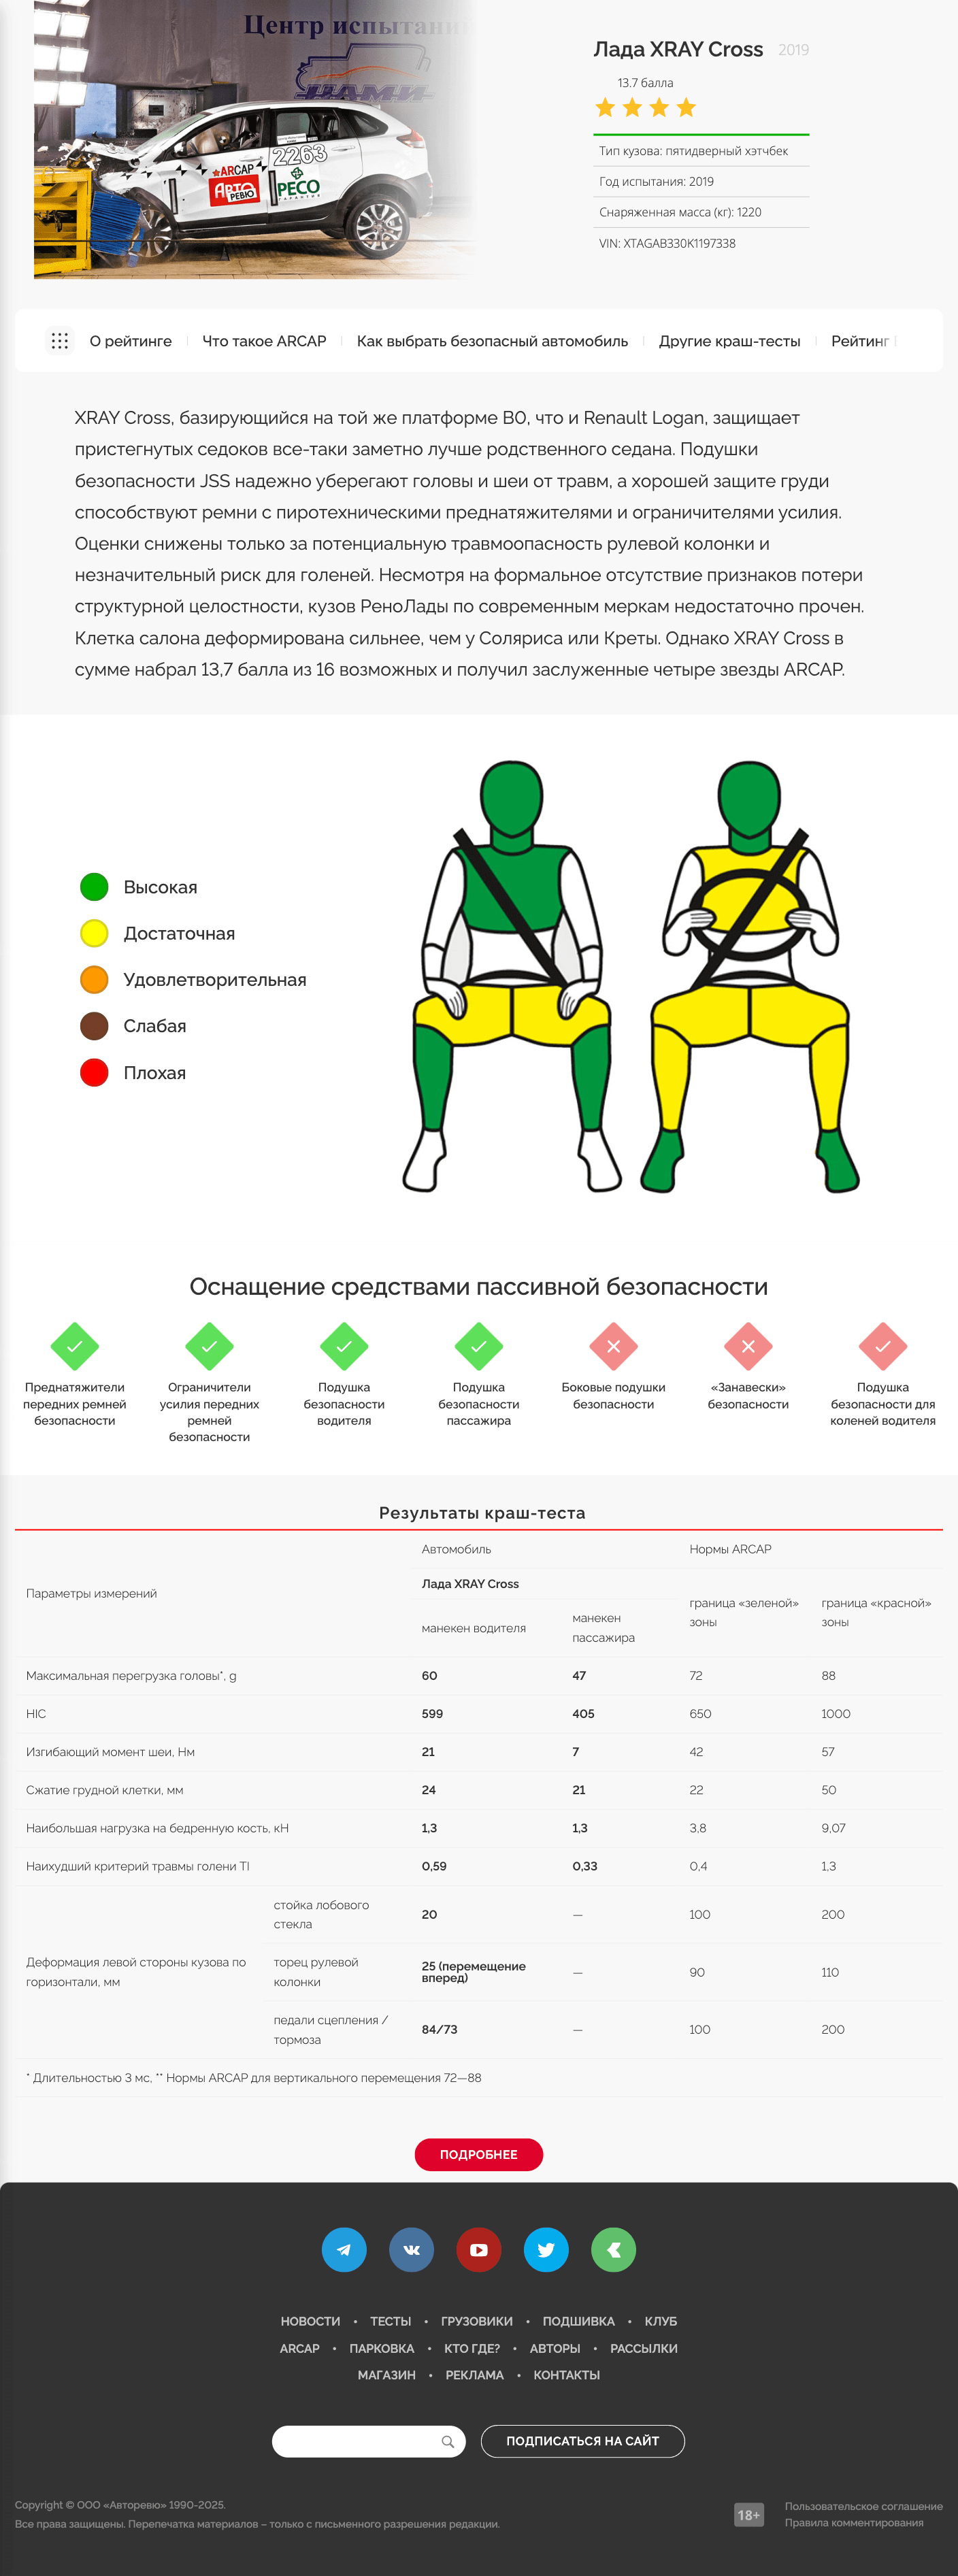 Центр испытаний
НАМИ
2263
ARCAP
АВТО
РЕВЮ
РЕСО
ГАРАНТИЯ
Лада XRAY Cross 2019
13.7 балла
Тип кузова: пятидверный хэтчбек
Год испытания: 2019
Снаряженная масса (кг): 1220
VIN: XTAGAB330K1197338
О рейтинге
Что такое ARCAP
Как выбрать безопасный автомобиль
Другие краш-тесты
Рейтинг
XRAY Cross, базирующийся на той же платформе B0, что и Renault Logan, защищает
пристегнутых седоков все-таки заметно лучше родственного седана. Подушки
безопасности JSS надежно уберегают головы и шеи от травм, а хорошей защите груди
способствуют ремни с пиротехническими преднатяжителями и ограничителями усилия.
Оценки снижены только за потенциальную травмоопасность рулевой колонки и
незначительный риск для голеней. Несмотря на формальное отсутствие признаков потери
структурной целостности, кузов РеноЛады по современным меркам недостаточно прочен.
Клетка салона деформирована сильнее, чем у Соляриса или Креты. Однако XRAY Cross в
сумме набрал 13,7 балла из 16 возможных и получил заслуженные четыре звезды ARCAP.
Высокая
Достаточная
Удовлетворительная
Слабая
Плохая
Оснащение средствами пассивной безопасности
Преднатяжители
передних ремней
безопасности
Ограничители
усилия передних
ремней
безопасности
Подушка
безопасности
водителя
Подушка
безопасности
пассажира
Боковые подушки
безопасности
«Занавески»
безопасности
Подушка
безопасности для
коленей водителя
Результаты краш-теста
Параметры измерений
Автомобиль
Нормы ARCAP
Лада XRAY Cross
манекен водителя
манекен
пассажира
граница «зеленой»
зоны
граница «красной»
зоны
Максимальная перегрузка головы*, g 60 47 72 88
HIC 599 405 650 1000
Изгибающий момент шеи, Нм 21 7 42 57
Сжатие грудной клетки, мм 24 21 22 50
Наибольшая нагрузка на бедренную кость, кН 1,3 1,3 3,8 9,07
Наихудший критерий травмы голени TI 0,59 0,33 0,4 1,3
Деформация левой стороны кузова по
горизонтали, мм
стойка лобового
стекла
20 — 100 200
торец рулевой
колонки
25 (перемещение
вперед)
— 90 110
педали сцепления /
тормоза
84/73 — 100 200
* Длительностью 3 мс, ** Нормы ARCAP для вертикального перемещения 72—88
ПОДРОБНЕЕ
НОВОСТИ • ТЕСТЫ • ГРУЗОВИКИ • ПОДШИВКА • КЛУБ
ARCAP • ПАРКОВКА • КТО ГДЕ? • АВТОРЫ • РАССЫЛКИ
МАГАЗИН • РЕКЛАМА • КОНТАКТЫ
ПОДПИСАТЬСЯ НА САЙТ
Copyright © ООО «Авторевю» 1990-2025.
Все права защищены. Перепечатка материалов – только с письменного разрешения редакции.
18+
Пользовательское соглашение
Правила комментирования